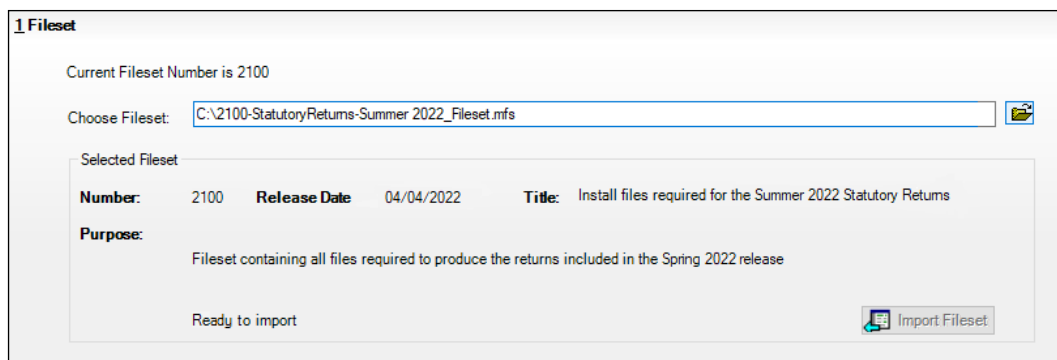 1 Fileset
Current Fileset Number is 2100
Choose Fileset: C:\2100-StatutoryReturns-Summer 2022_Fileset.mfs
Selected Fileset
Number: 2100 Release Date 04/04/2022 Title: Install files required for the Summer 2022 Statutory Returns
Purpose:
Fileset containing all files required to produce the returns included in the Spring 2022 release
Ready to import Import Fileset